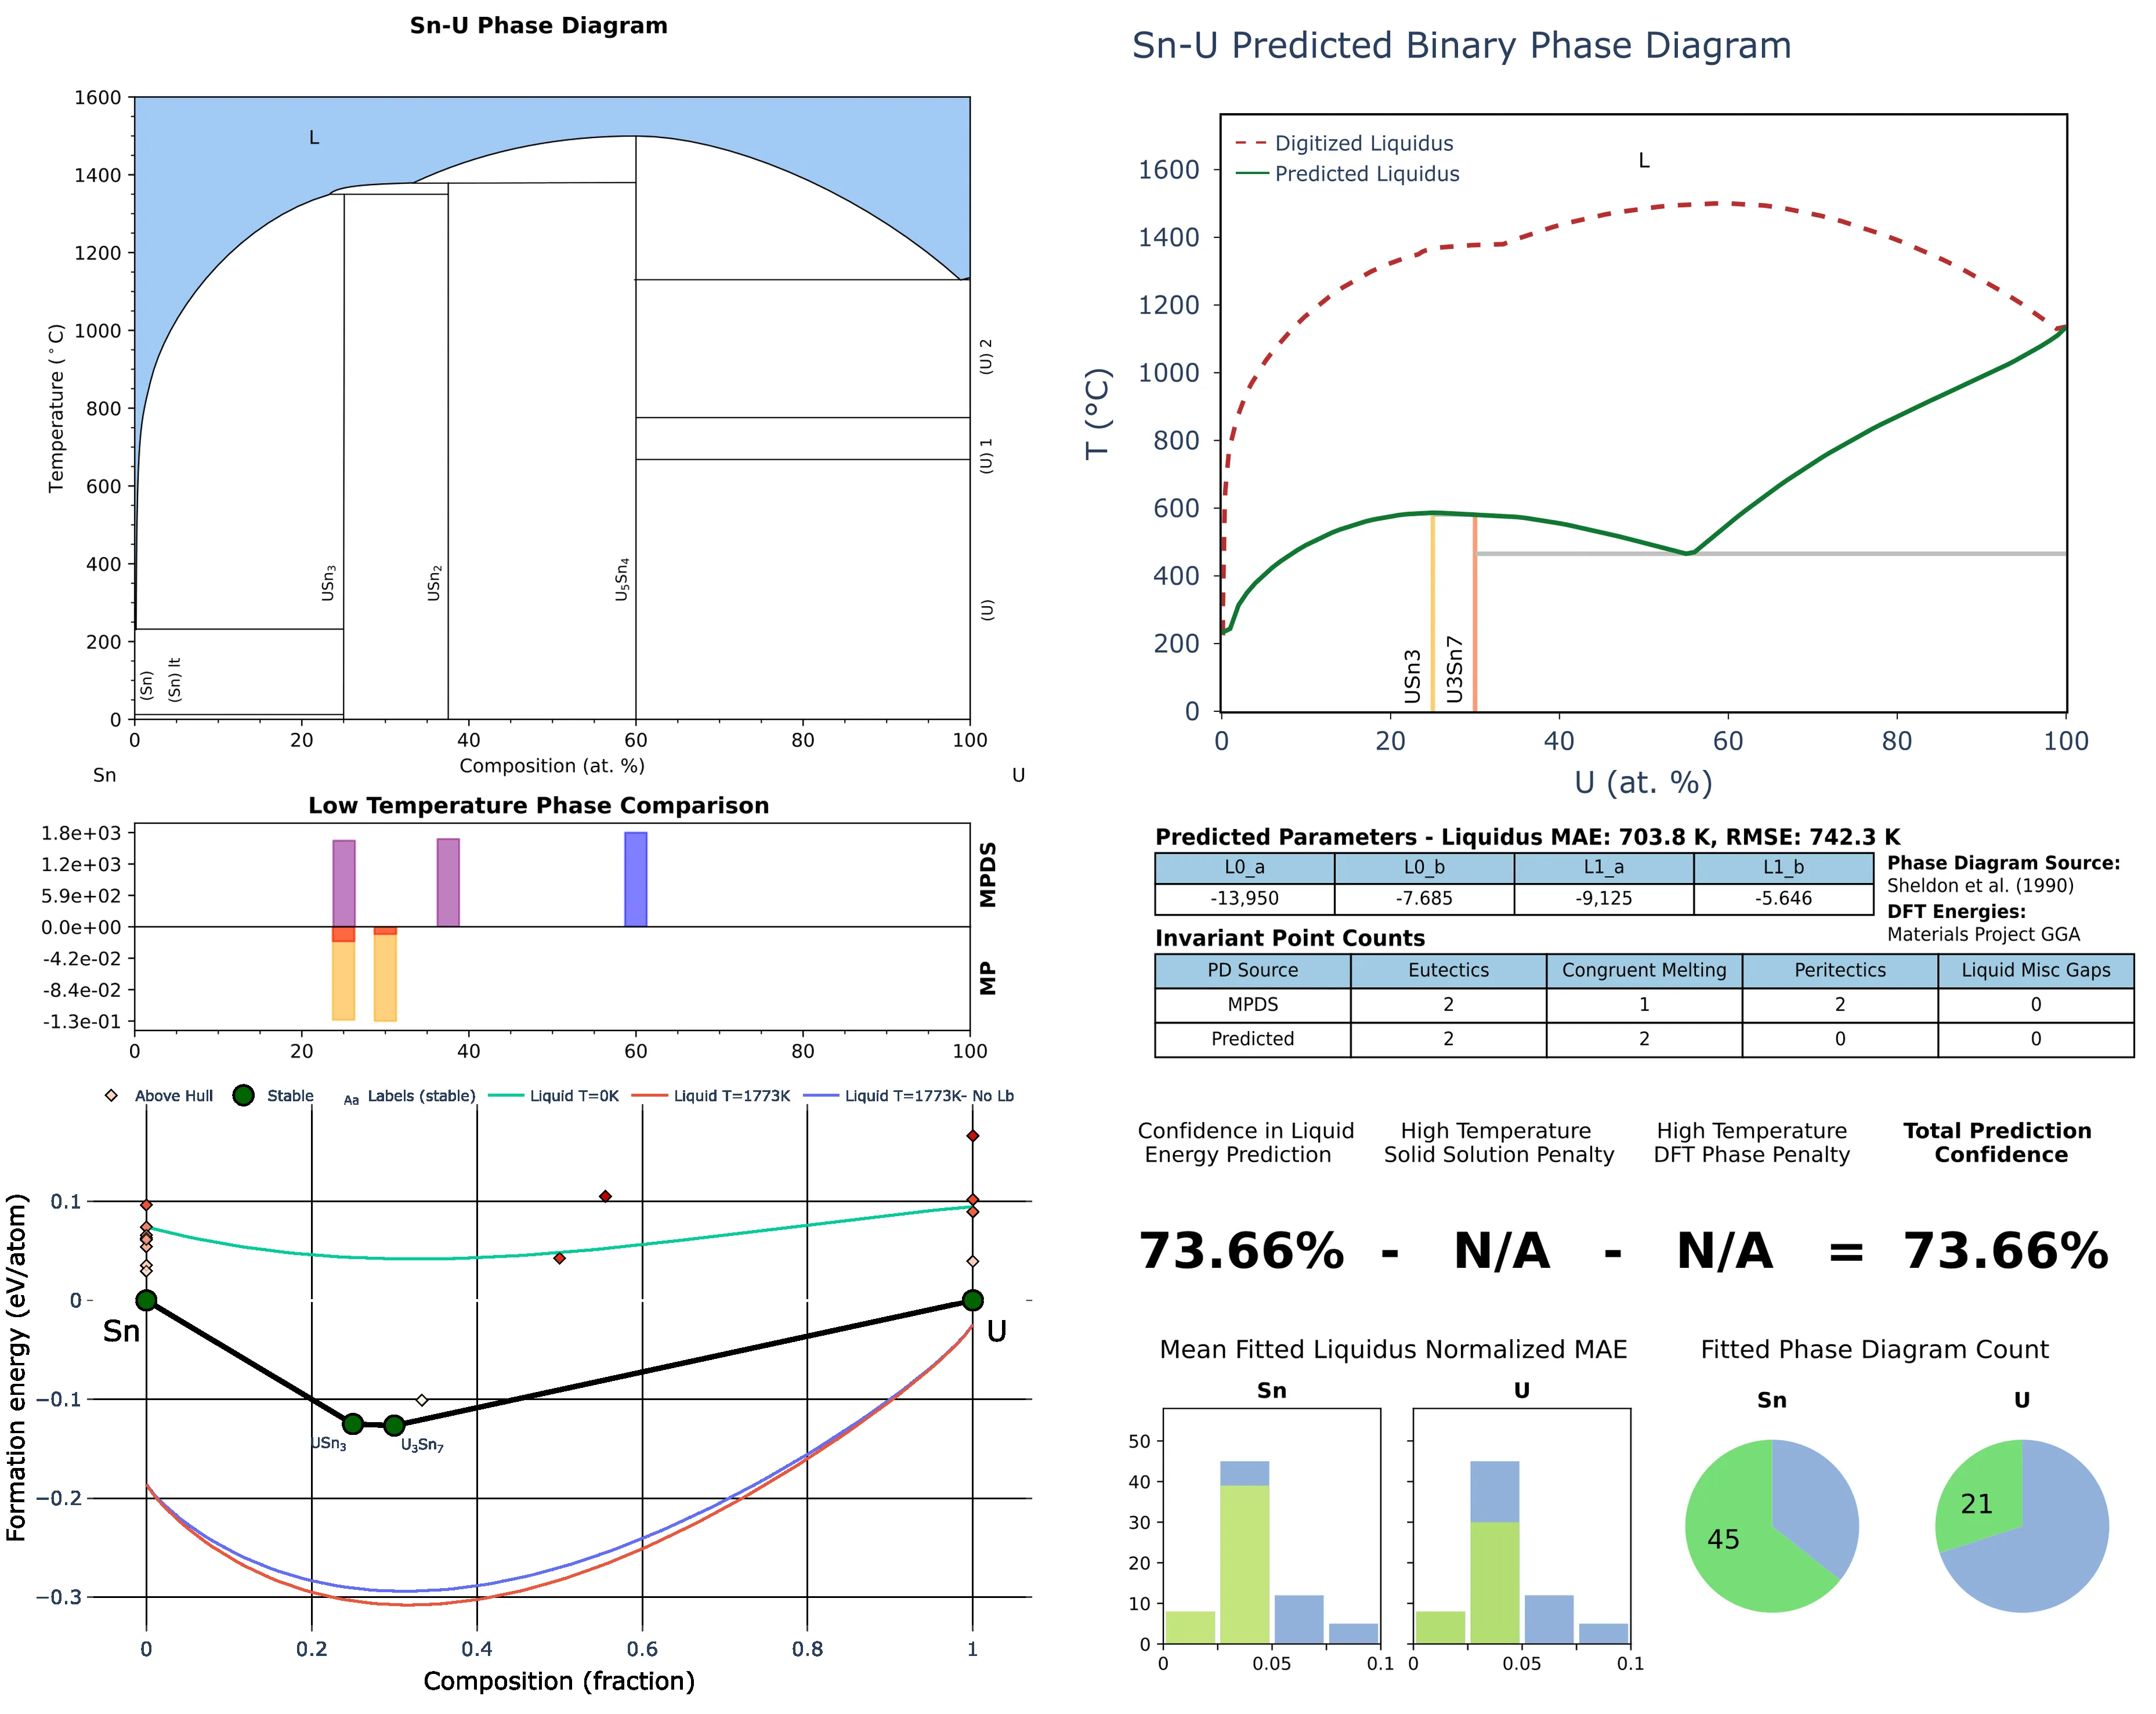 Sn-U Phase Diagram
1600
1400
1200
1000
800
600
400
200
0
Temperature (°C)
L
USn3
USn2
U5Sn4
(Sn)
(Sn) lt
(U) 2
(U) 1
(U)
0 20 40 60 80 100
Composition (at. %)
Sn
U
Low Temperature Phase Comparison
1.8e+03
1.2e+03
5.9e+02
0.0e+00
-4.2e-02
-8.4e-02
-1.3e-01
MPDS
MP
0 20 40 60 80 100
Above Hull Stable Aa Labels (stable) Liquid T=0K Liquid T=1773K Liquid T=1773K- No Lb
0.1
0
−0.1
−0.2
−0.3
Formation energy (eV/atom)
Sn
U
USn3
U3Sn7
0 0.2 0.4 0.6 0.8 1
Composition (fraction)
Sn-U Predicted Binary Phase Diagram
Digitized Liquidus
Predicted Liquidus
L
1600
1400
1200
1000
800
600
400
200
0
T (°C)
USn3
U3Sn7
0 20 40 60 80 100
U (at. %)
Predicted Parameters - Liquidus MAE: 703.8 K, RMSE: 742.3 K
L0_a L0_b L1_a L1_b
-13,950 -7.685 -9,125 -5.646
Phase Diagram Source:
Sheldon et al. (1990)
DFT Energies:
Materials Project GGA
Invariant Point Counts
PD Source Eutectics Congruent Melting Peritectics Liquid Misc Gaps
MPDS 2 1 2 0
Predicted 2 2 0 0
Confidence in Liquid
Energy Prediction
High Temperature
Solid Solution Penalty
High Temperature
DFT Phase Penalty
Total Prediction
Confidence
73.66% - N/A - N/A = 73.66%
Mean Fitted Liquidus Normalized MAE
Sn
U
50
40
30
20
10
0
0 0.05 0.1
0 0.05 0.1
Fitted Phase Diagram Count
Sn
U
45
21